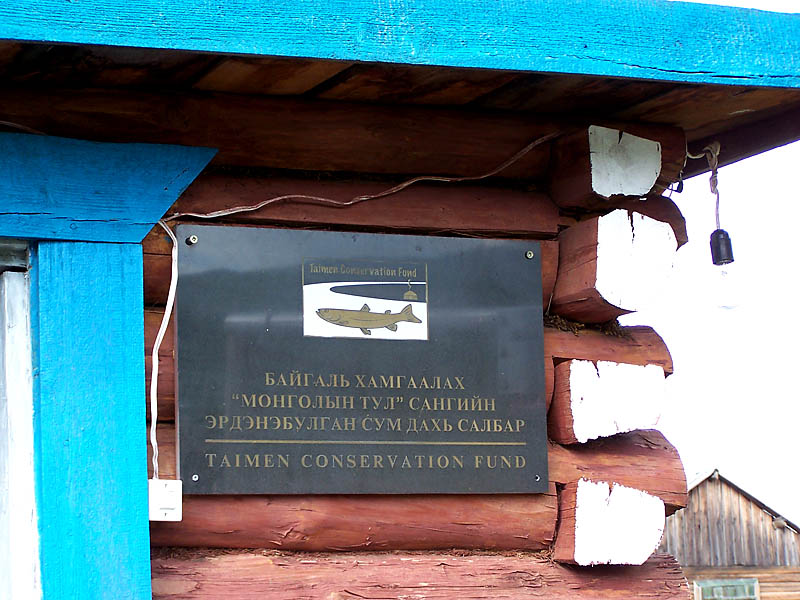 Taimen Conservation Fund
БАЙГАЛЬ ХАМГААЛАХ
“МОНГОЛЫН ТУЛ” САНГИЙН
ЭРДЭНЭБУЛГАН СУМ ДАХЬ САЛБАР
TAIMEN CONSERVATION FUND